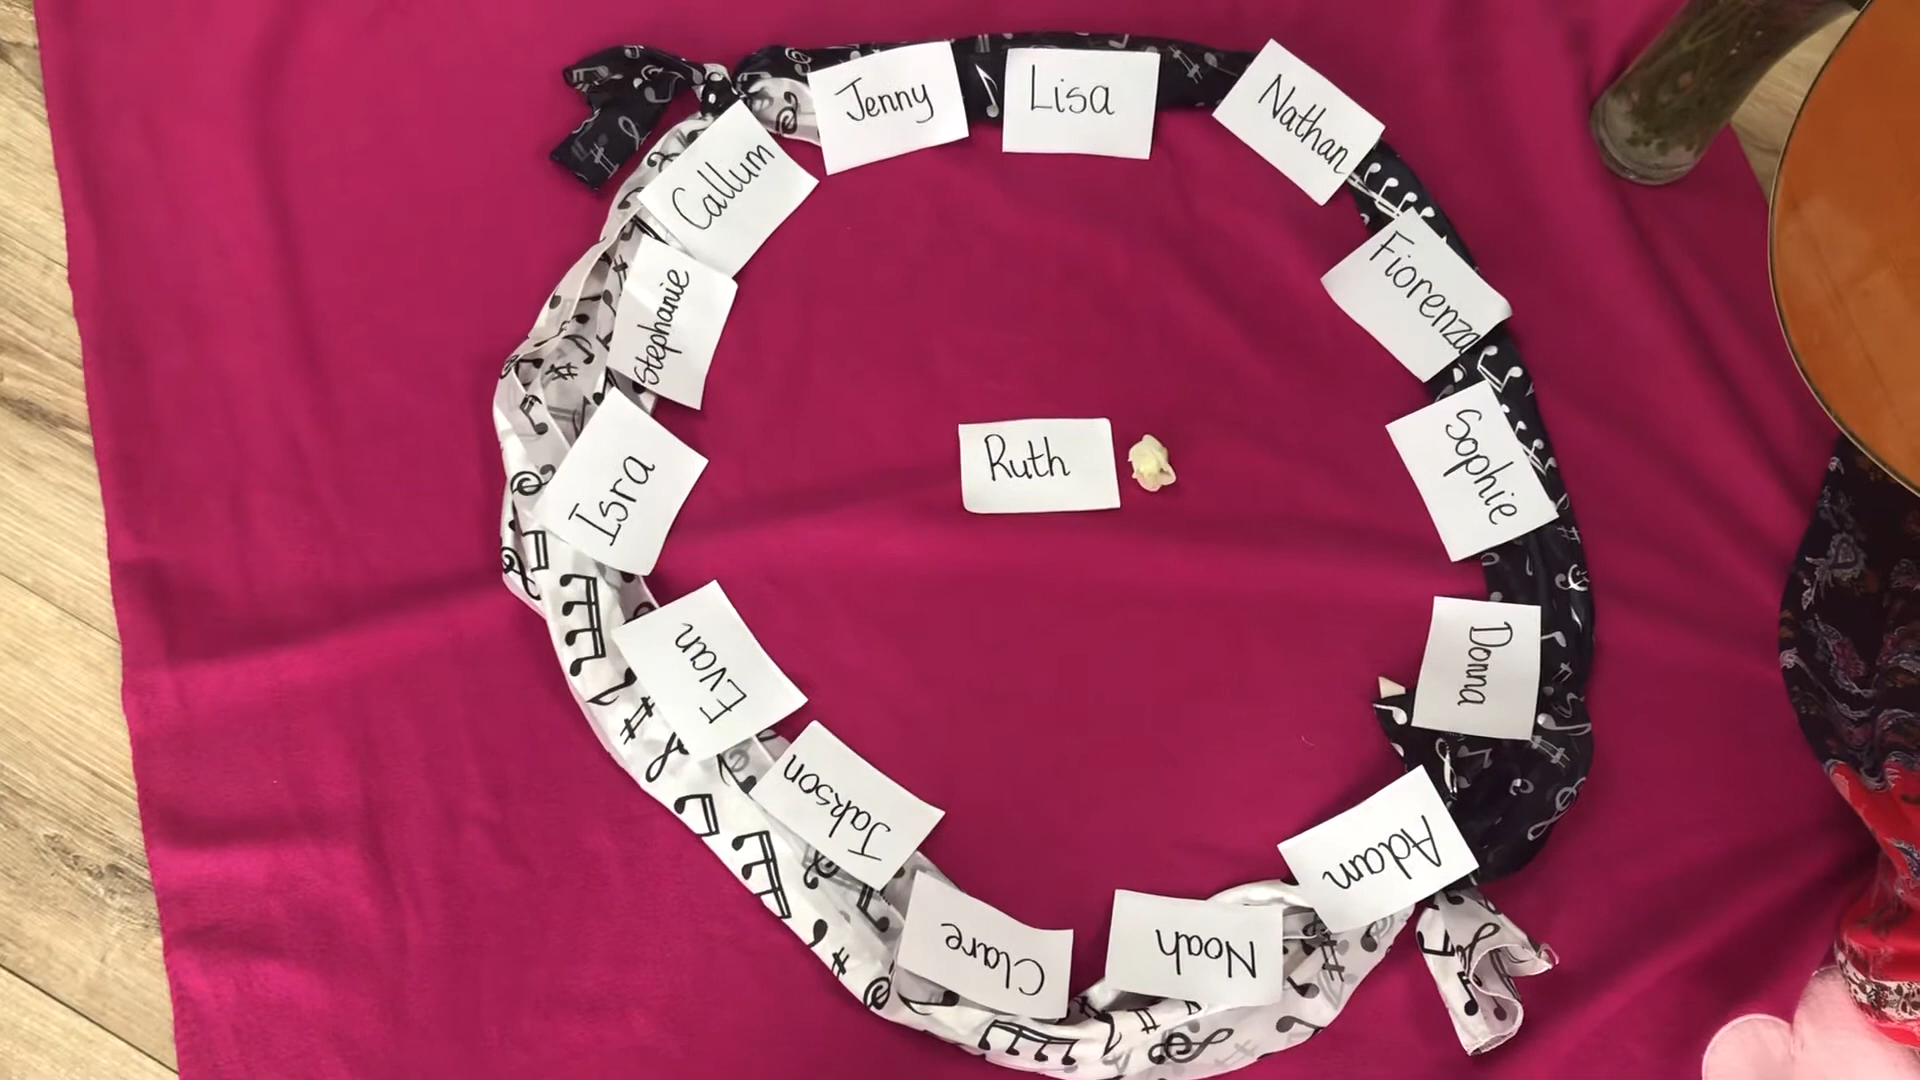 Jenny
Lisa
Nathan
Fiorenza
Sophie
Donna
Adam
Noah
Clare
Jakson
Evan
Isra
Stephanie
Callum
Ruth